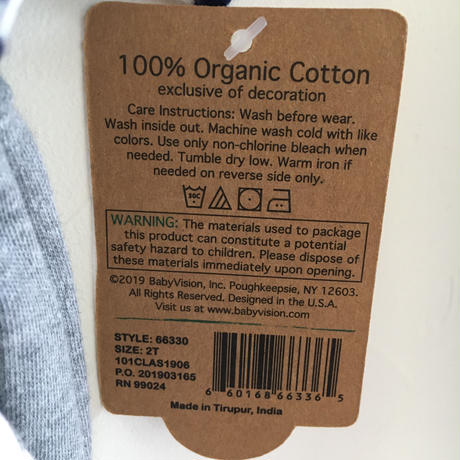 100% Organic Cotton
exclusive of decoration
Care Instructions: Wash before wear.
Wash inside out. Machine wash cold with like
colors. Use only non-chlorine bleach when
needed. Tumble dry low. Warm iron if
needed on reverse side only.
WARNING: The materials used to package
this product can constitute a potential
safety hazard to children. Please dispose of
these materials immediately upon opening.
©2019 BabyVision, Inc. Poughkeepsie, NY 12603.
All Rights Reserved. Designed in the U.S.A.
Visit us at www.babyvision.com
STYLE: 66330
SIZE: 2T
101CLAS1906
P.O. 201903165
RN 99024
6 60168 66336 5
Made in Tirupur, India